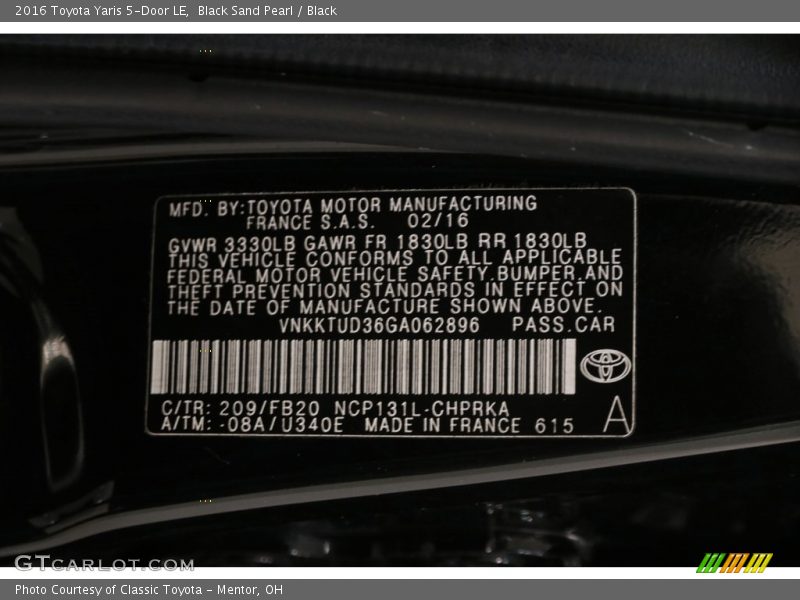 2016 Toyota Yaris 5-Door LE,  Black Sand Pearl / Black
MFD. BY:TOYOTA MOTOR MANUFACTURING
FRANCE S.A.S.  02/16
GVWR 3330LB GAWR FR 1830LB RR 1830LB
THIS VEHICLE CONFORMS TO ALL APPLICABLE
FEDERAL MOTOR VEHICLE SAFETY,BUMPER,AND
THEFT PREVENTION STANDARDS IN EFFECT ON
THE DATE OF MANUFACTURE SHOWN ABOVE.
VNKKTUD36GA062896  PASS.CAR
C/TR: 209/FB20  NCP131L-CHPRKA
A/TM: -08A/U340E  MADE IN FRANCE  615  A
GTCARLOT.COM
Photo Courtesy of Classic Toyota - Mentor, OH